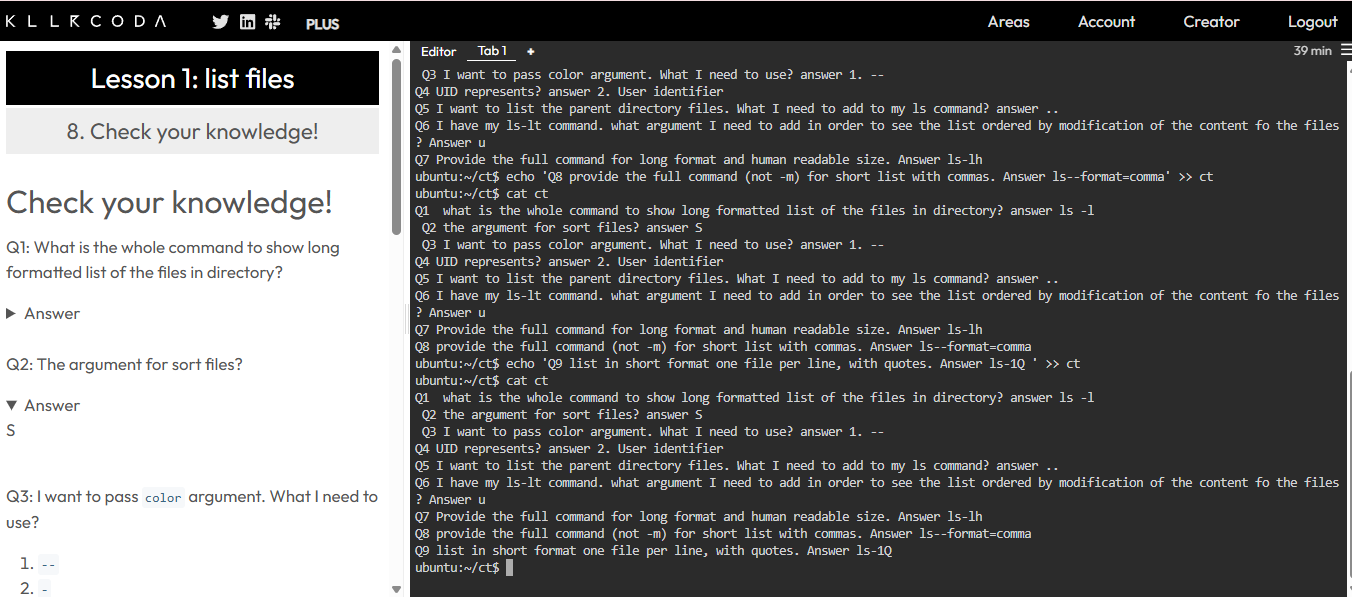 KLLRCODA
PLUS
Areas
Account
Creator
Logout
Lesson 1: list files
8. Check your knowledge!
Check your knowledge!
Q1: What is the whole command to show long
formatted list of the files in directory?
Answer
Q2: The argument for sort files?
Answer
S
Q3: I want to pass color argument. What I need to
use?
1. --
2. -
Editor
Tab 1
+
39 min
Q3 I want to pass color argument. What I need to use? answer 1. --
Q4 UID represents? answer 2. User identifier
Q5 I want to list the parent directory files. What I need to add to my ls command? answer ..
Q6 I have my ls-lt command. what argument I need to add in order to see the list ordered by modification of the content fo the files
? Answer u
Q7 Provide the full command for long format and human readable size. Answer ls-lh
ubuntu:~/ct$ echo 'Q8 provide the full command (not -m) for short list with commas. Answer ls--format=comma' >> ct
ubuntu:~/ct$ cat ct
Q1  what is the whole command to show long formatted list of the files in directory? answer ls -l
Q2 the argument for sort files? answer S
Q3 I want to pass color argument. What I need to use? answer 1. --
Q4 UID represents? answer 2. User identifier
Q5 I want to list the parent directory files. What I need to add to my ls command? answer ..
Q6 I have my ls-lt command. what argument I need to add in order to see the list ordered by modification of the content fo the files
? Answer u
Q7 Provide the full command for long format and human readable size. Answer ls-lh
Q8 provide the full command (not -m) for short list with commas. Answer ls--format=comma
ubuntu:~/ct$ echo 'Q9 list in short format one file per line, with quotes. Answer ls-1Q ' >> ct
ubuntu:~/ct$ cat ct
Q1  what is the whole command to show long formatted list of the files in directory? answer ls -l
Q2 the argument for sort files? answer S
Q3 I want to pass color argument. What I need to use? answer 1. --
Q4 UID represents? answer 2. User identifier
Q5 I want to list the parent directory files. What I need to add to my ls command? answer ..
Q6 I have my ls-lt command. what argument I need to add in order to see the list ordered by modification of the content fo the files
? Answer u
Q7 Provide the full command for long format and human readable size. Answer ls-lh
Q8 provide the full command (not -m) for short list with commas. Answer ls--format=comma
Q9 list in short format one file per line, with quotes. Answer ls-1Q
ubuntu:~/ct$